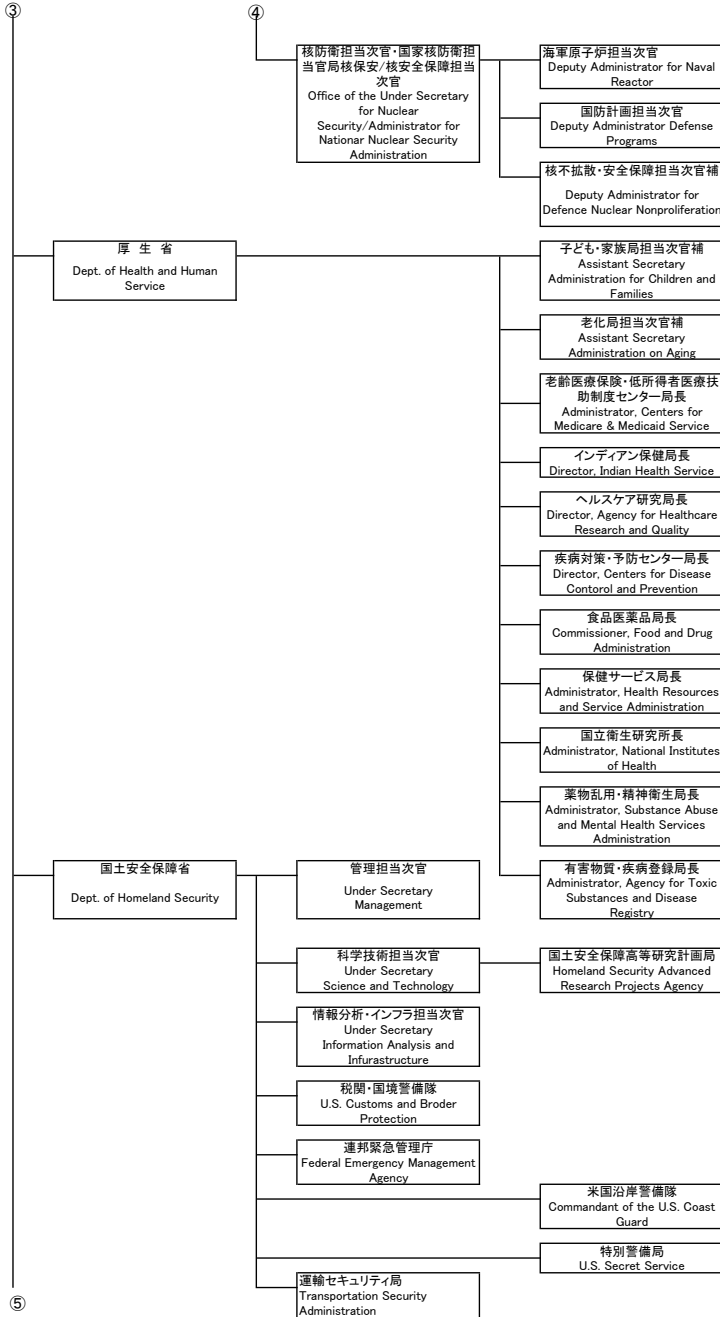 ③
④
核防衛担当次官・国家核防衛担
当官局核保安/核安全保障担当
次官
Office of the Under Secretary
for Nuclear
Security/Administrator for
Nationar Nuclear Security
Administration
海軍原子炉担当次官
Deputy Administrator for Naval
Reactor
国防計画担当次官
Deputy Administrator Defense
Programs
核不拡散・安全保障担当次官補
Deputy Administrator for
Defence Nuclear Nonproliferation
厚 生 省
Dept. of Health and Human
Service
子ども・家族局担当次官補
Assistant Secretary
Administration for Children and
Families
老化局担当次官補
Assistant Secretary
Administration on Aging
老齢医療保険・低所得者医療扶
助制度センター局長
Administrator, Centers for
Medicare & Medicaid Service
インディアン保健局長
Director, Indian Health Service
ヘルスケア研究局長
Director, Agency for Healthcare
Research and Quality
疾病対策・予防センター局長
Director, Centers for Disease
Contorol and Prevention
食品医薬品局長
Commissioner, Food and Drug
Administration
保健サービス局長
Administrator, Health Resources
and Service Administration
国立衛生研究所長
Administrator, National Institutes
of Health
薬物乱用・精神衛生局長
Administrator, Substance Abuse
and Mental Health Services
Administration
有害物質・疾病登録局長
Administrator, Agency for Toxic
Substances and Disease
Registry
国土安全保障省
Dept. of Homeland Security
管理担当次官
Under Secretary
Management
科学技術担当次官
Under Secretary
Science and Technology
国土安全保障高等研究計画局
Homeland Security Advanced
Research Projects Agency
情報分析・インフラ担当次官
Under Secretary
Information Analysis and
Infurastructure
税関・国境警備隊
U.S. Customs and Broder
Protection
連邦緊急管理庁
Federal Emergency Management
Agency
米国沿岸警備隊
Commandant of the U.S. Coast
Guard
特別警備局
U.S. Secret Service
運輸セキュリティ局
Transportation Security
Administration
⑤